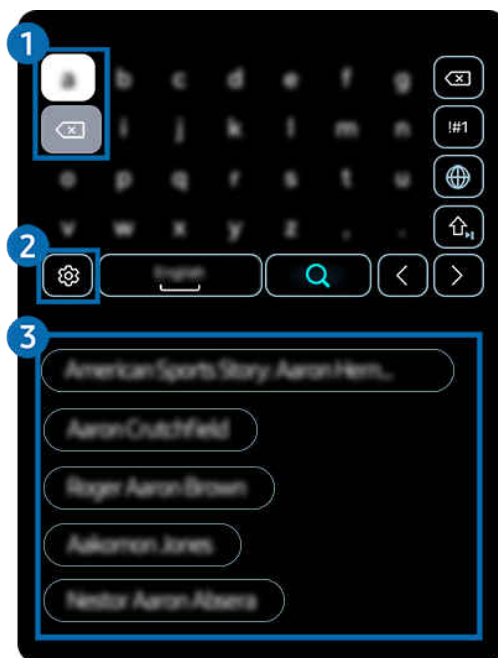 1
a b c d e f g
i j k l m n !#1
o p q r s t u
v w x y z , .
2
English
3
American Sports Story: Aaron Hern...
Aaron Crutchfield
Roger Aaron Brown
Aakomon Jones
Nestor Aaron Absera